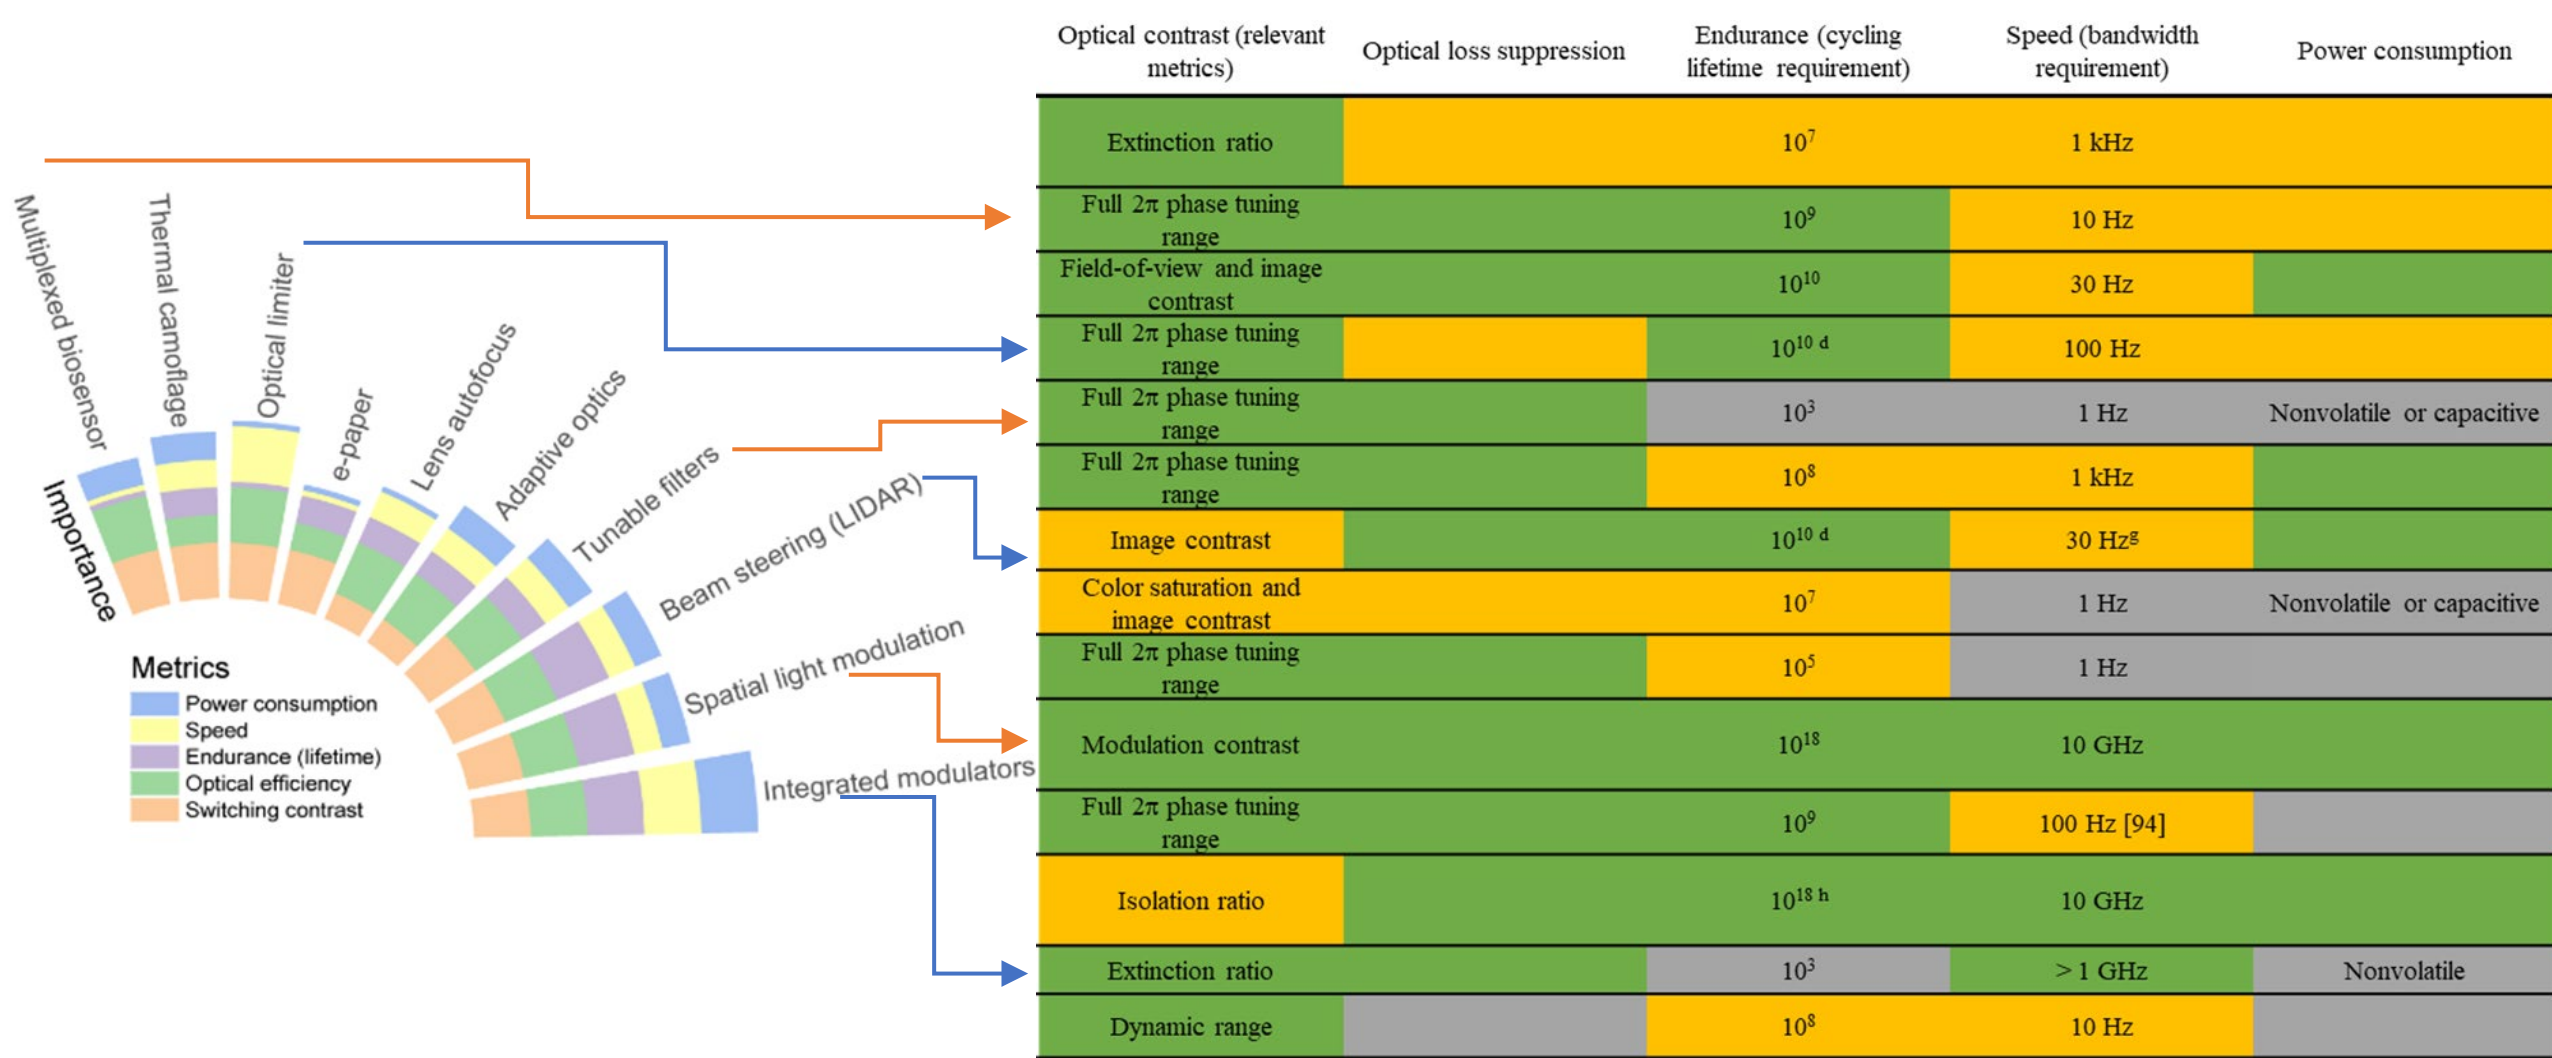 Multiplexed biosensor
Thermal camoflage
Optical limiter
e-paper
Lens autofocus
Adaptive optics
Tunable filters
Beam steering (LIDAR)
Spatial light modulation
Integrated modulators
Importance
Metrics
Power consumption
Speed
Endurance (lifetime)
Optical efficiency
Switching contrast
Optical contrast (relevant
metrics)
Optical loss suppression
Endurance (cycling
lifetime requirement)
Speed (bandwidth
requirement)
Power consumption
Extinction ratio 10⁷ 1 kHz
Full 2π phase tuning
range
10⁹ 10 Hz
Field-of-view and image
contrast
10¹⁰ 30 Hz
Full 2π phase tuning
range
10¹⁰ ᵈ 100 Hz
Full 2π phase tuning
range
10³ 1 Hz Nonvolatile or capacitive
Full 2π phase tuning
range
10⁸ 1 kHz
Image contrast 10¹⁰ ᵈ 30 Hzᵍ
Color saturation and
image contrast
10⁷ 1 Hz Nonvolatile or capacitive
Full 2π phase tuning
range
10⁵ 1 Hz
Modulation contrast 10¹⁸ 10 GHz
Full 2π phase tuning
range
10⁹ 100 Hz [94]
Isolation ratio 10¹⁸ ʰ 10 GHz
Extinction ratio 10³ > 1 GHz Nonvolatile
Dynamic range 10⁸ 10 Hz